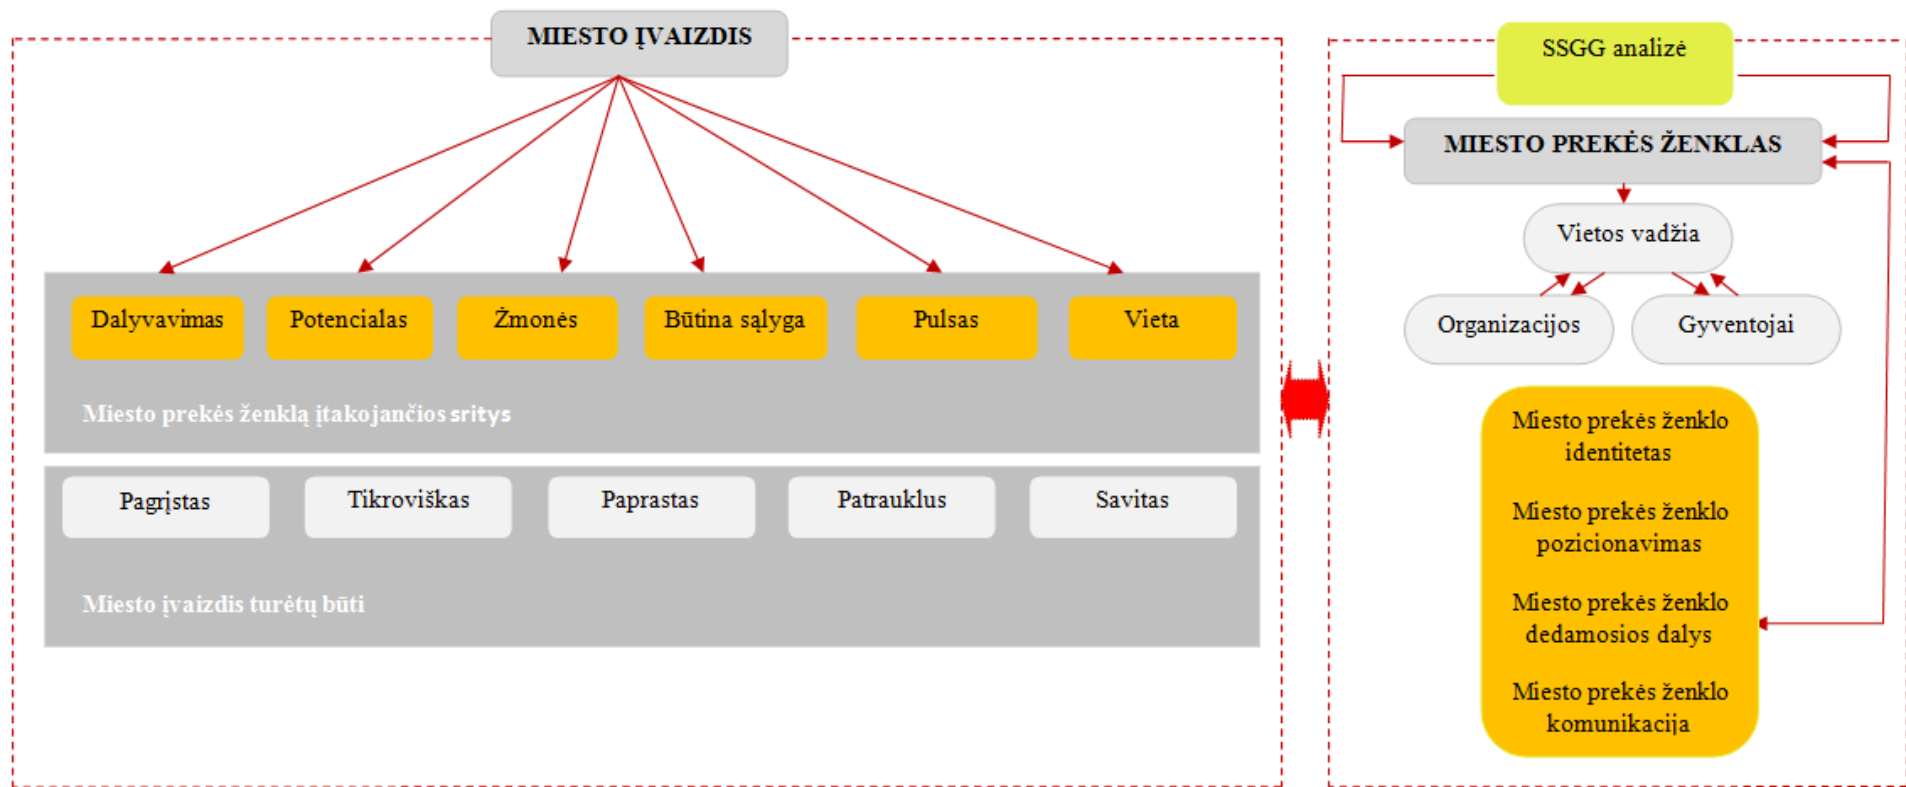 MIESTO ĮVAIZDIS
Dalyvavimas
Potencialas
Žmonės
Būtina sąlyga
Pulsas
Vieta
Miesto prekės ženklą įtakojančios sritys
Pagrįstas
Tikroviškas
Paprastas
Patrauklus
Savitas
Miesto įvaizdis turėtų būti
SSGG analizė
MIESTO PREKĖS ŽENKLAS
Vietos vadžia
Organizacijos
Gyventojai
Miesto prekės ženklo
identitetas
Miesto prekės ženklo
pozicionavimas
Miesto prekės ženklo
dedamosios dalys
Miesto prekės ženklo
komunikacija